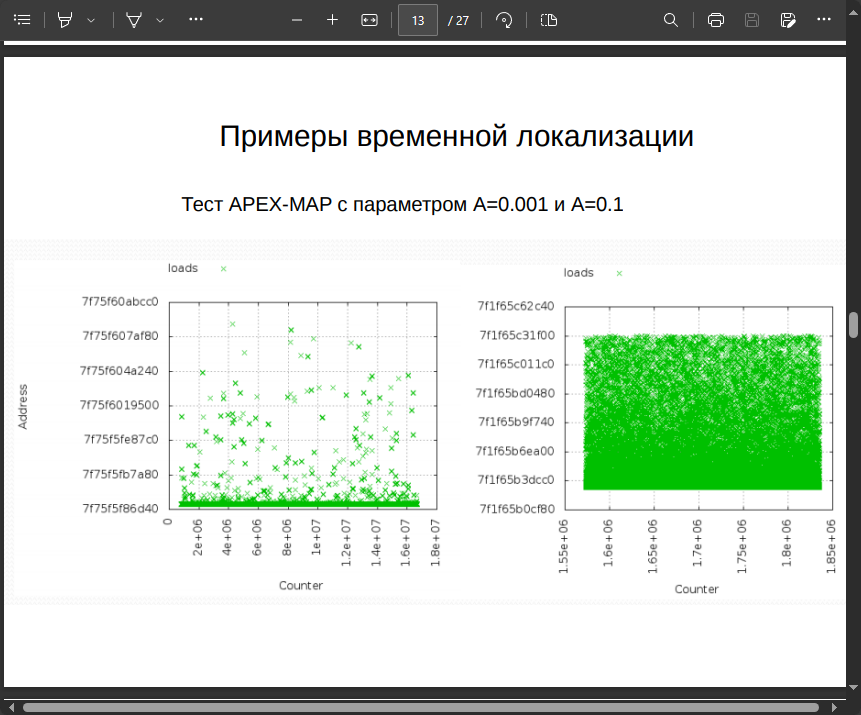 13 / 27
Примеры временной локализации
Тест APEX-MAP с параметром A=0.001 и A=0.1
loads
7f75f60abcc0
7f75f607af80
7f75f604a240
7f75f6019500
7f75f5fe87c0
7f75f5fb7a80
7f75f5f86d40
Address
0
2e+06
4e+06
6e+06
8e+06
1e+07
1.2e+07
1.4e+07
1.6e+07
1.8e+07
Counter
loads
7f1f65c62c40
7f1f65c31f00
7f1f65c011c0
7f1f65bd0480
7f1f65b9f740
7f1f65b6ea00
7f1f65b3dcc0
7f1f65b0cf80
1.55e+06
1.6e+06
1.65e+06
1.7e+06
1.75e+06
1.8e+06
1.85e+06
Counter